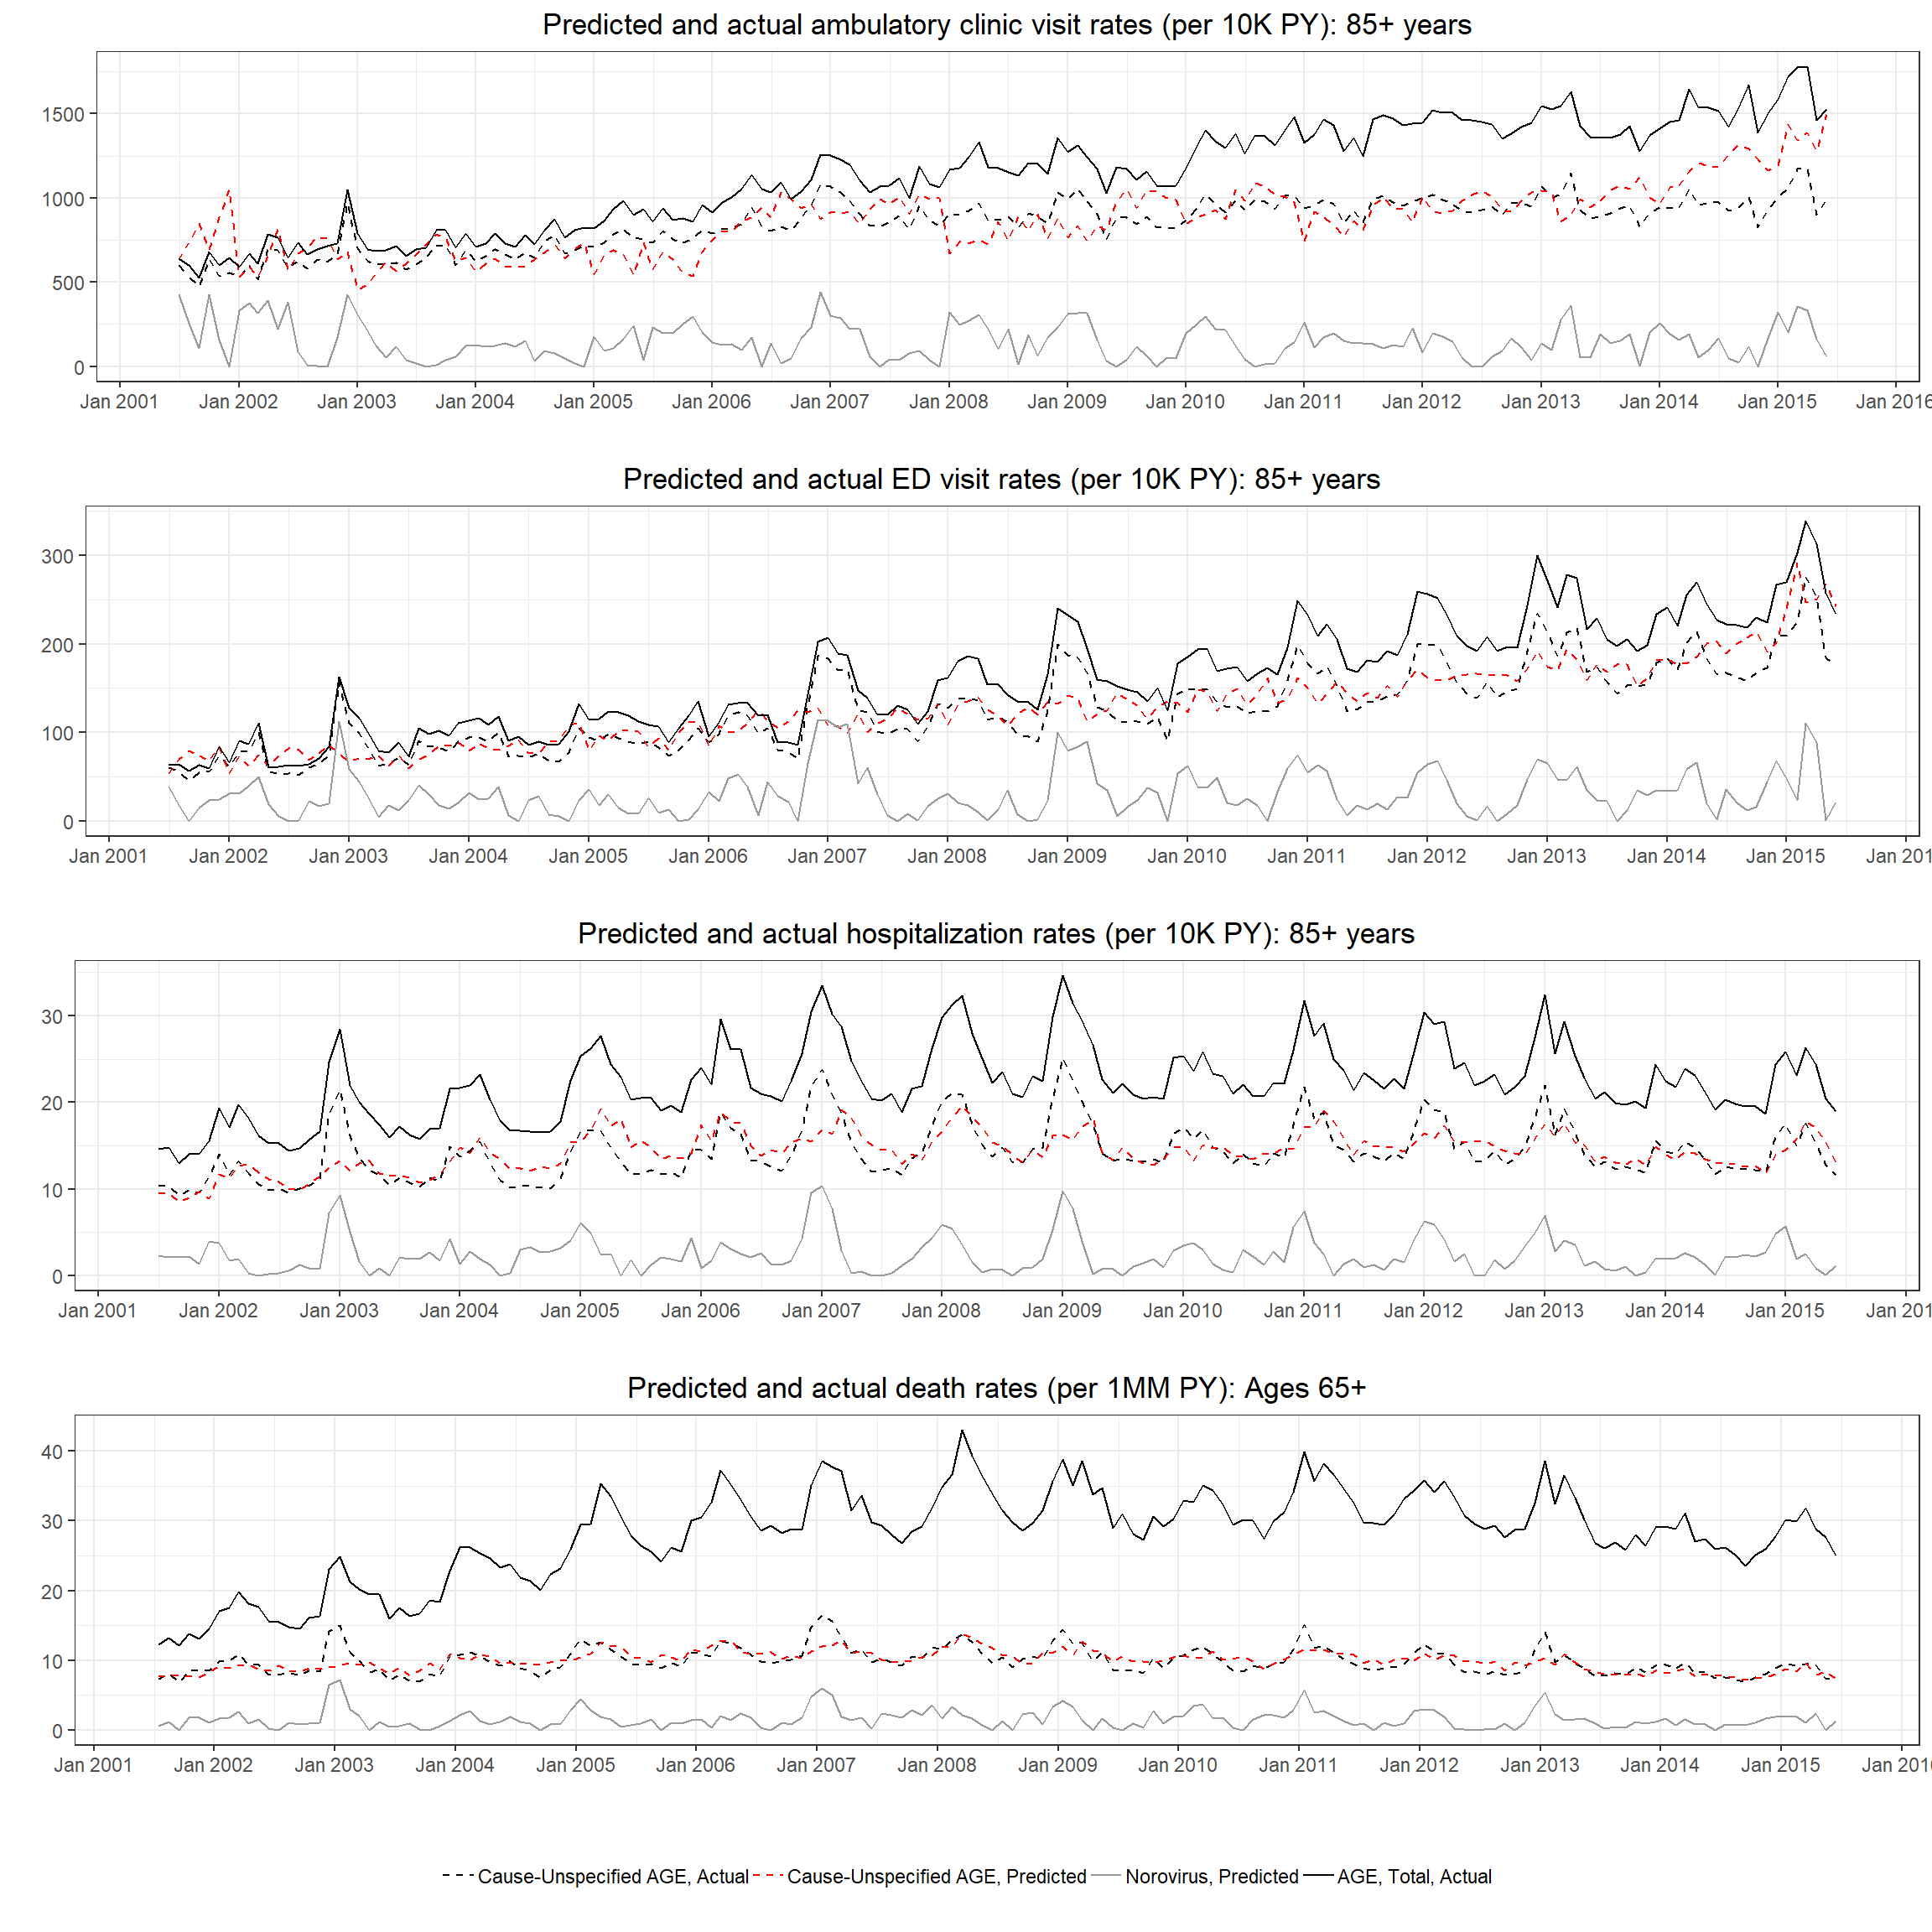 Predicted and actual ambulatory clinic visit rates (per 10K PY): 85+ years
1500
1000
500
0
Jan 2001 Jan 2002 Jan 2003 Jan 2004 Jan 2005 Jan 2006 Jan 2007 Jan 2008 Jan 2009 Jan 2010 Jan 2011 Jan 2012 Jan 2013 Jan 2014 Jan 2015 Jan 2016
Predicted and actual ED visit rates (per 10K PY): 85+ years
300
200
100
0
Jan 2001 Jan 2002 Jan 2003 Jan 2004 Jan 2005 Jan 2006 Jan 2007 Jan 2008 Jan 2009 Jan 2010 Jan 2011 Jan 2012 Jan 2013 Jan 2014 Jan 2015 Jan 201
Predicted and actual hospitalization rates (per 10K PY): 85+ years
30
20
10
0
Jan 2001 Jan 2002 Jan 2003 Jan 2004 Jan 2005 Jan 2006 Jan 2007 Jan 2008 Jan 2009 Jan 2010 Jan 2011 Jan 2012 Jan 2013 Jan 2014 Jan 2015 Jan 201
Predicted and actual death rates (per 1MM PY): Ages 65+
40
30
20
10
0
Jan 2001 Jan 2002 Jan 2003 Jan 2004 Jan 2005 Jan 2006 Jan 2007 Jan 2008 Jan 2009 Jan 2010 Jan 2011 Jan 2012 Jan 2013 Jan 2014 Jan 2015 Jan 2016
Cause-Unspecified AGE, Actual Cause-Unspecified AGE, Predicted Norovirus, Predicted AGE, Total, Actual